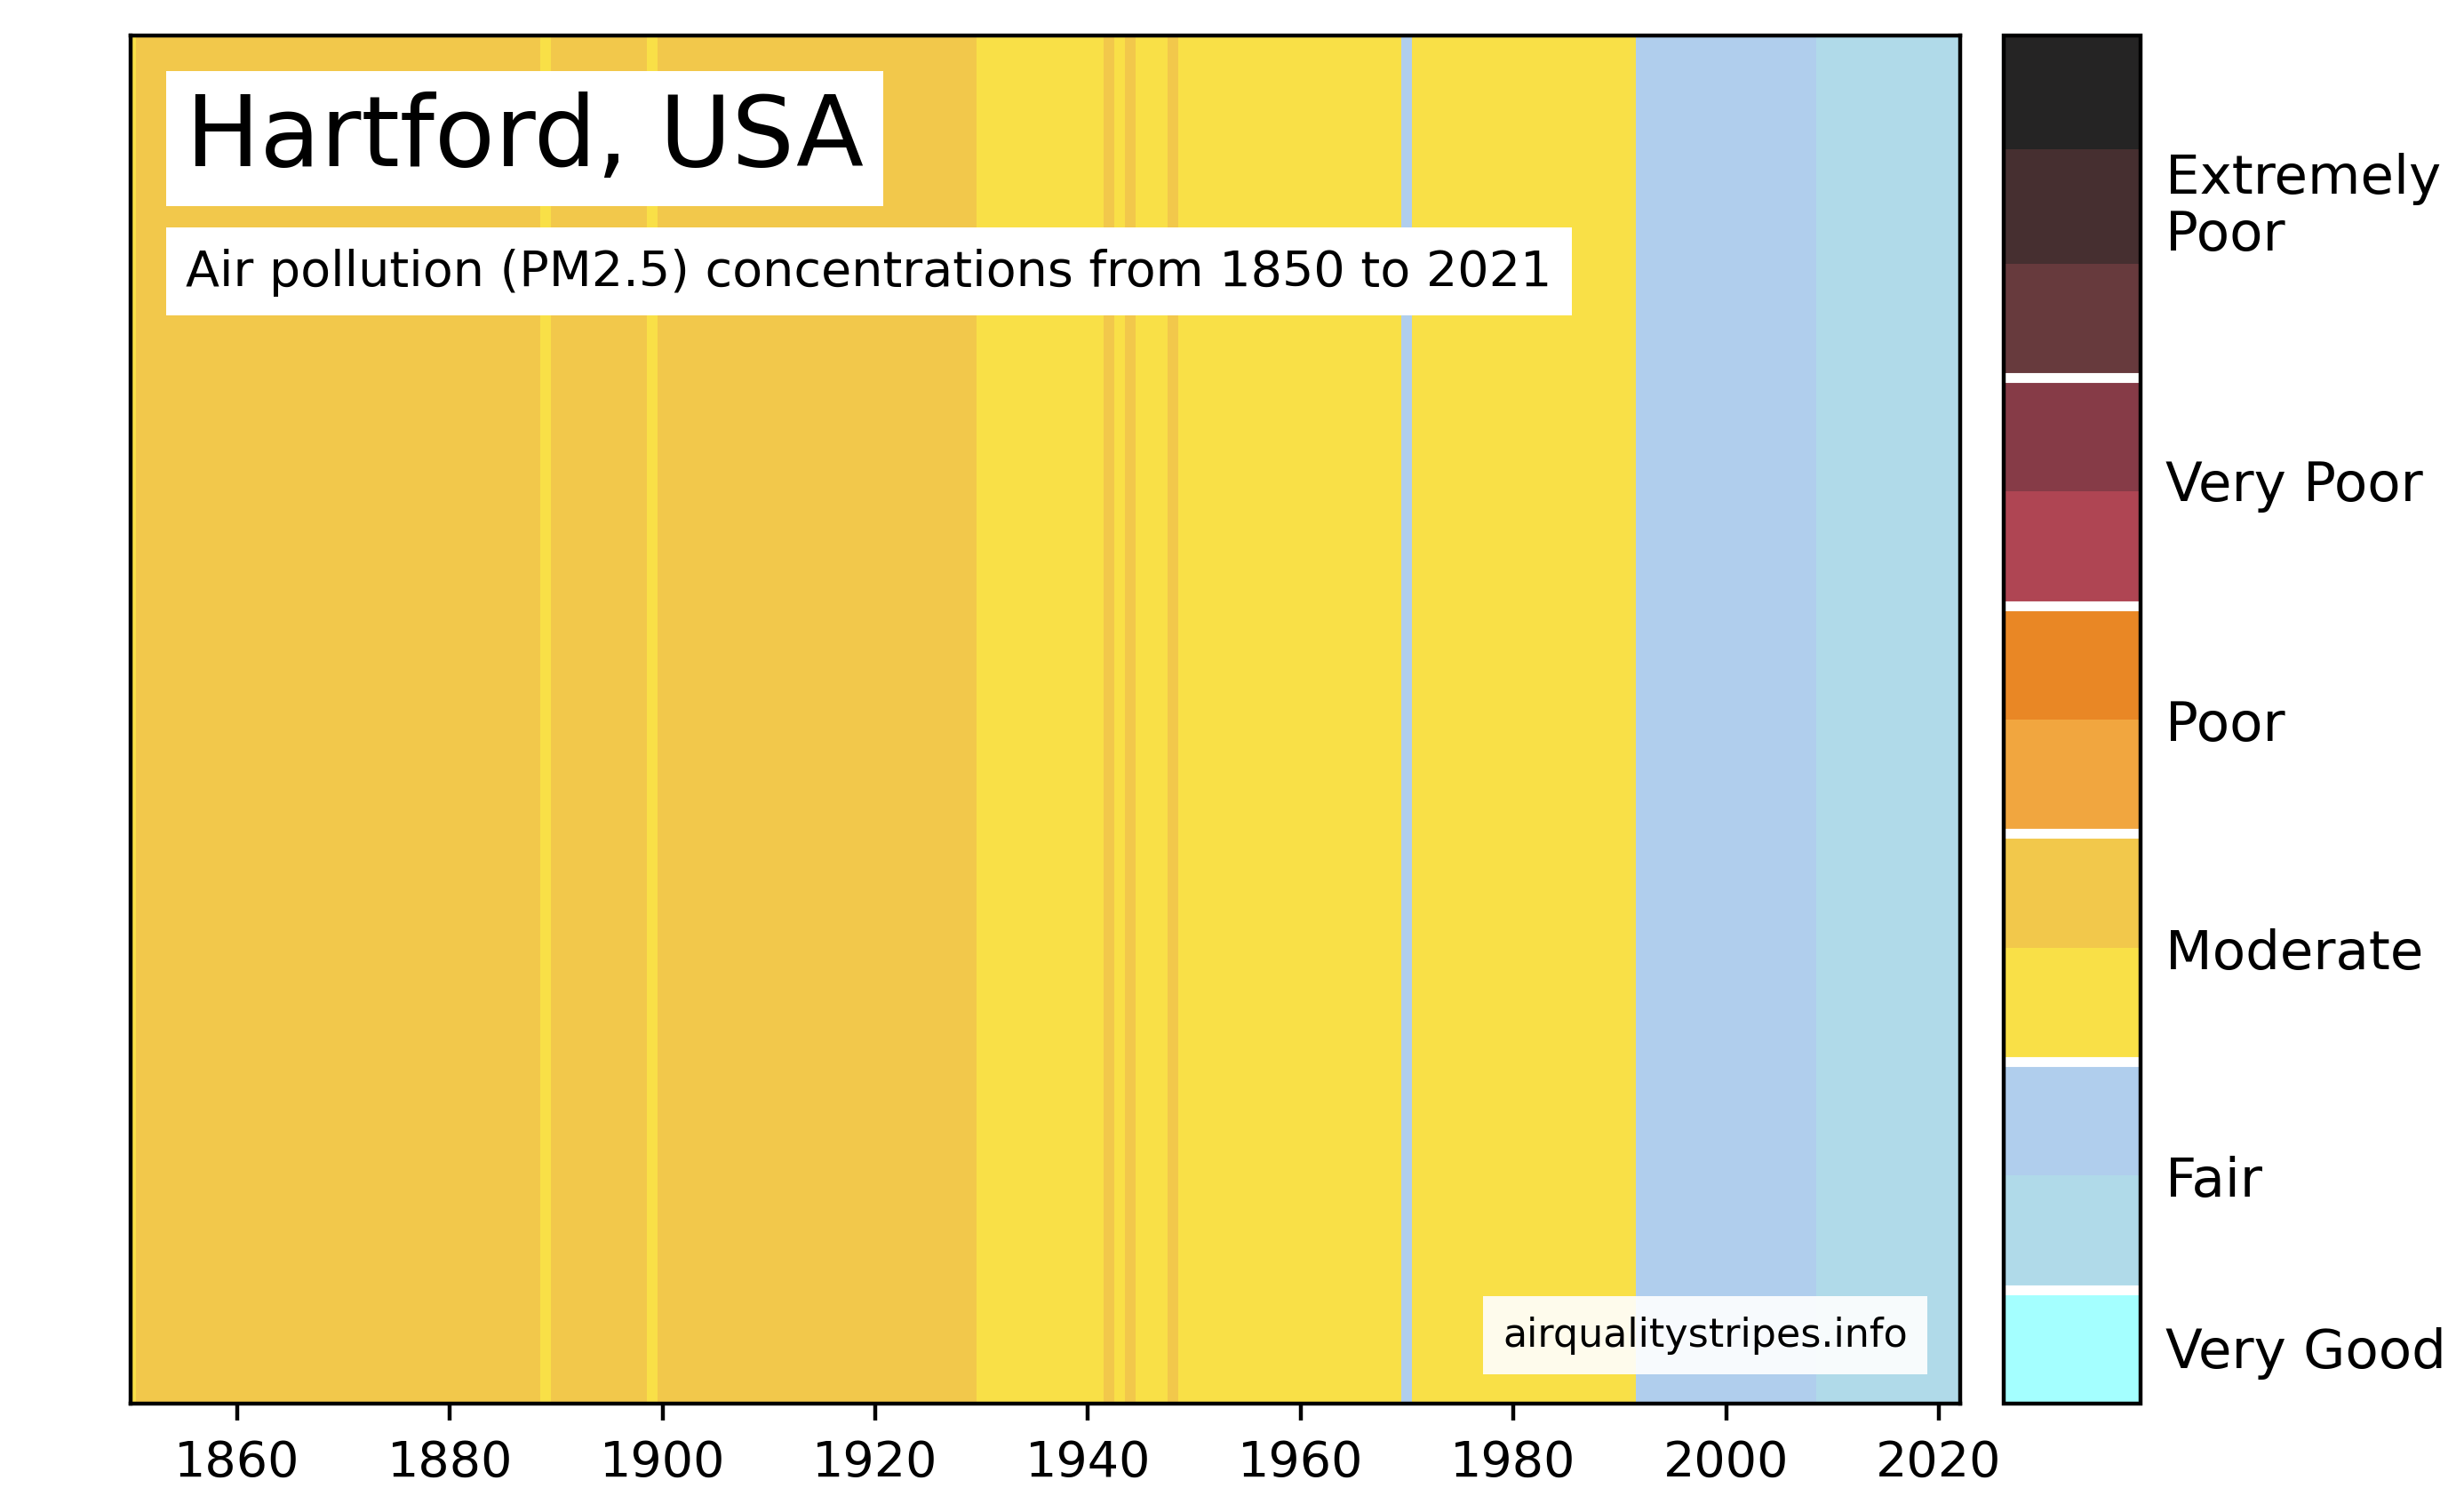 Hartford, USA
Air pollution (PM2.5) concentrations from 1850 to 2021
Extremely
Poor
Very Poor
Poor
Moderate
Fair
Very Good
airqualitystripes.info
1860 1880 1900 1920 1940 1960 1980 2000 2020